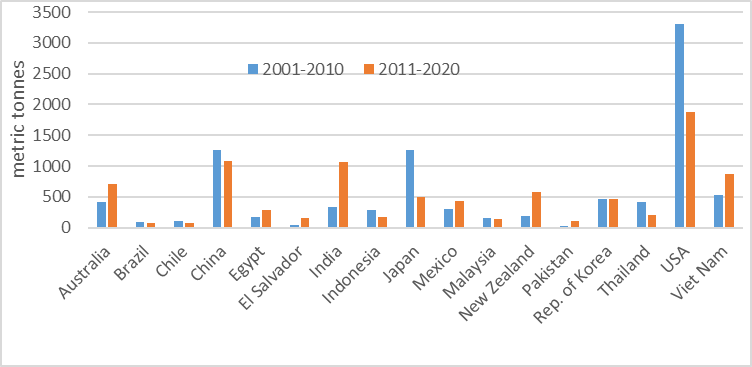 3500
3000
2500
2000
1500
1000
500
0
metric tonnes
2001-2010 2011-2020
Australia
Brazil
Chile
China
Egypt
El Salvador
India
Indonesia
Japan
Mexico
Malaysia
New Zealand
Pakistan
Rep. of Korea
Thailand
USA
Viet Nam